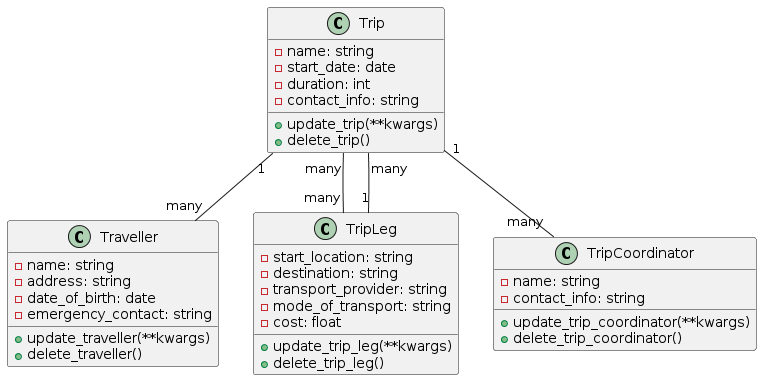 C Trip
name: string
start_date: date
duration: int
contact_info: string
update_trip(**kwargs)
delete_trip()
1
many
many
1
many
many
1
many
C Traveller
name: string
address: string
date_of_birth: date
emergency_contact: string
update_traveller(**kwargs)
delete_traveller()
C TripLeg
start_location: string
destination: string
transport_provider: string
mode_of_transport: string
cost: float
update_trip_leg(**kwargs)
delete_trip_leg()
C TripCoordinator
name: string
contact_info: string
update_trip_coordinator(**kwargs)
delete_trip_coordinator()